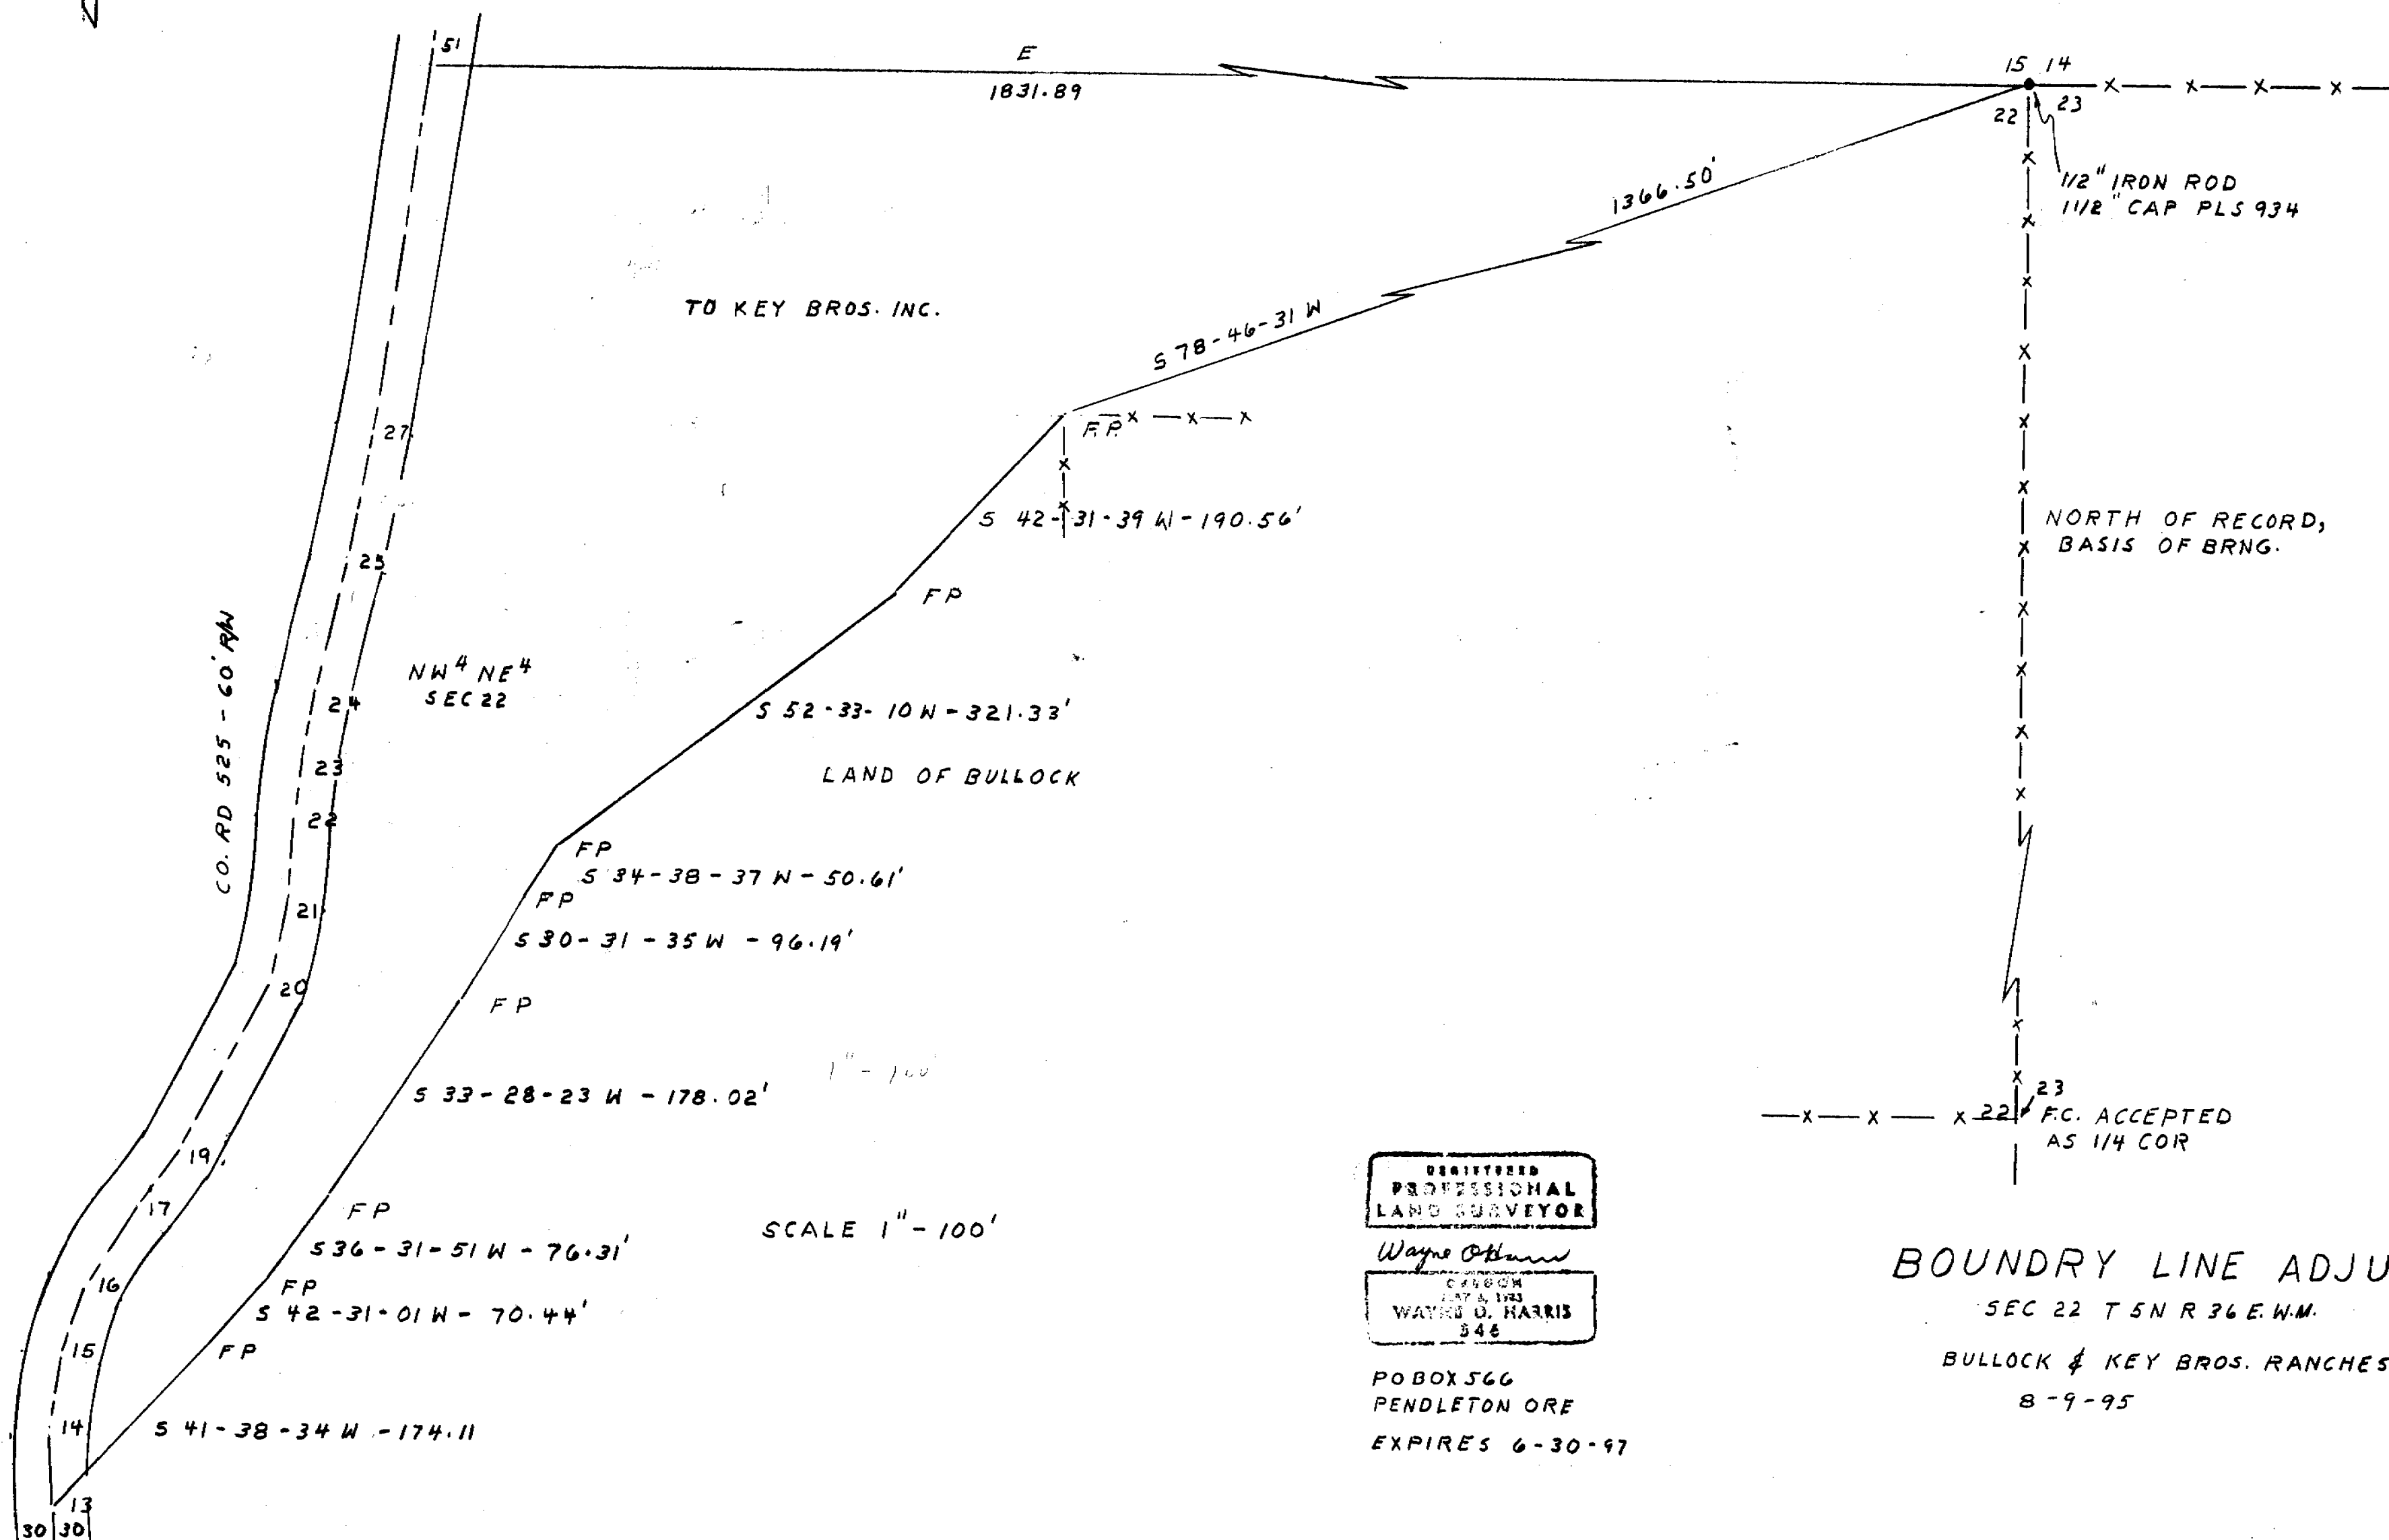 51
E
1831.89
15 14
22 23
1/2" IRON ROD
1 1/2" CAP PLS 934
1366.50'
TO KEY BROS. INC.
S 78-46-31 W
27
F.P.
S 42-31-39 W-190.56'
NORTH OF RECORD,
BASIS OF BRNG.
25
FP
CO. RD 525-60' R/W
NW4 NE4
SEC 22
24
S 52-33-10 W-321.33'
23
LAND OF BULLOCK
22
FP
S 34-38-37 W-50.61'
FP
21
S 30-31-35 W-96.19'
20
FP
1"-100'
S 33-28-23 W-178.02'
23
22
F.C. ACCEPTED
AS 1/4 COR
19
17
FP
SCALE 1"-100'
S 36-31-51 W-76.31'
16
FP
S 42-31-01 W-70.44'
15
FP
14
S 41-38-34 W-174.11
13
30 30
REGISTERED
PROFESSIONAL
LAND SURVEYOR
OREGON
WAYNE O. HARRIS
546
PO BOX 566
PENDLETON ORE
EXPIRES 6-30-97
BOUNDRY LINE ADJU
SEC 22 T 5N R 36 E. W.M.
BULLOCK & KEY BROS. RANCHES
8-9-95